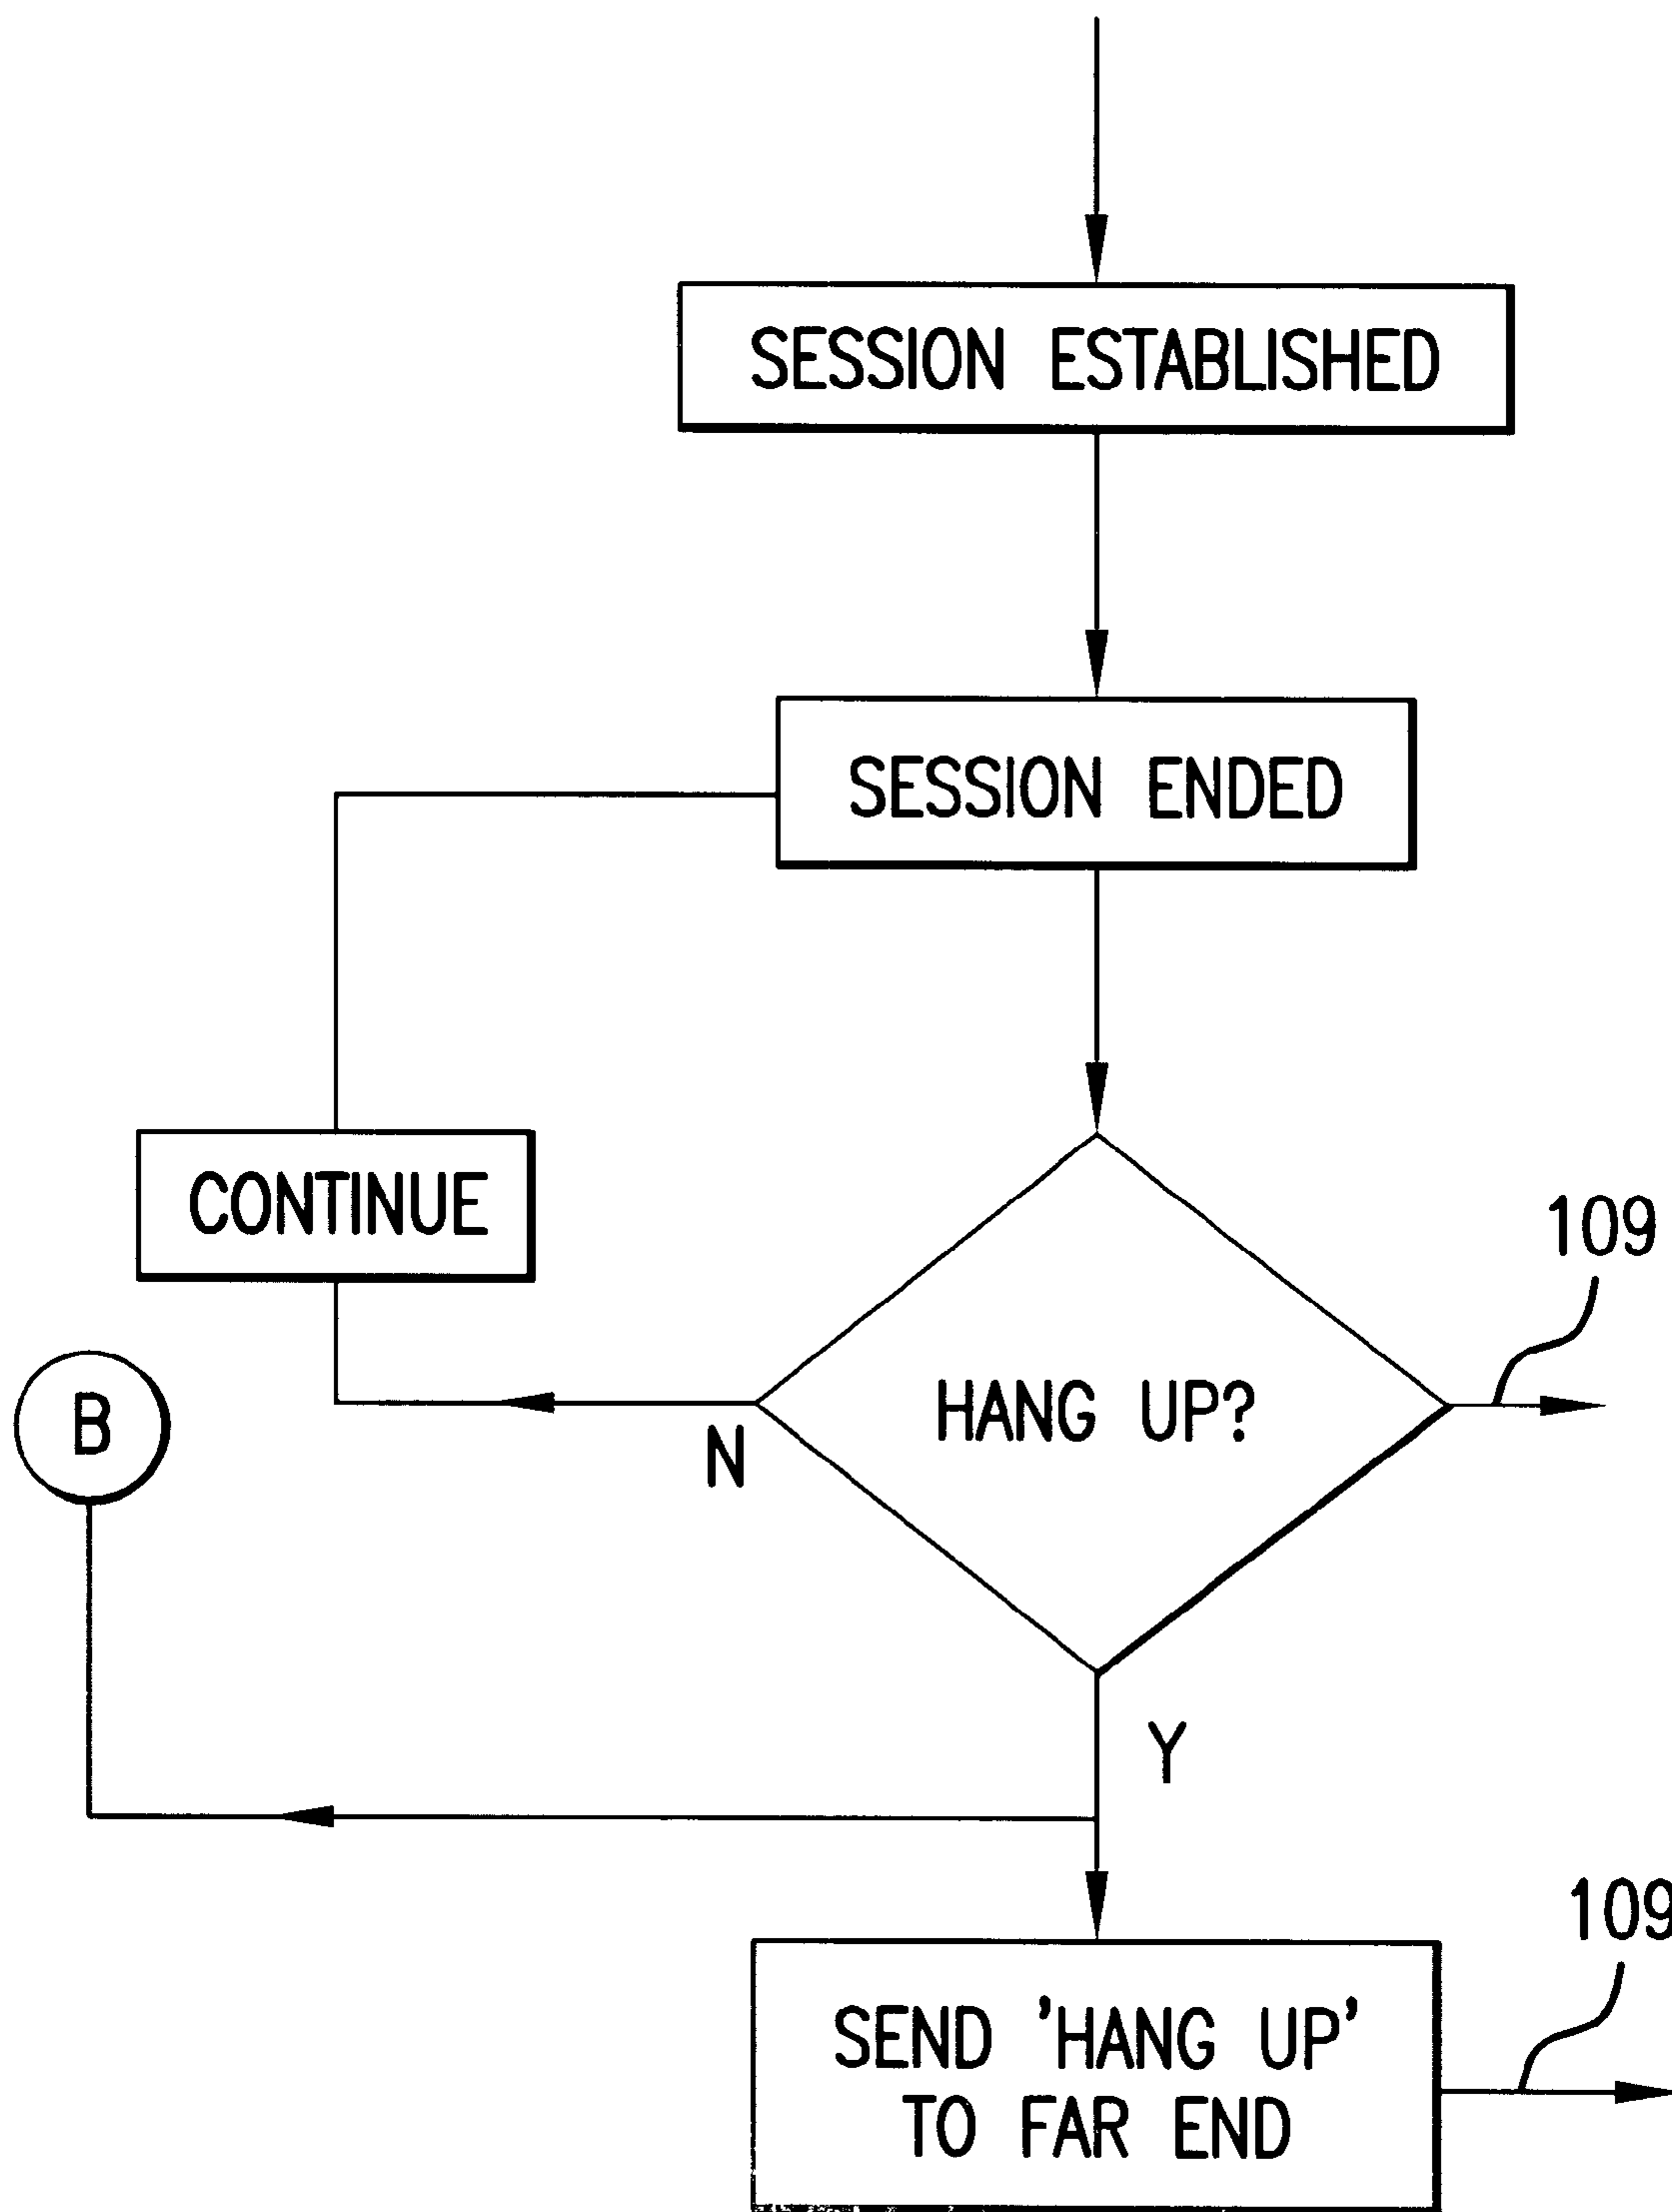 SESSION ESTABLISHED
SESSION ENDED
CONTINUE
109
B
HANG UP?
N
Y
109
SEND 'HANG UP'
TO FAR END